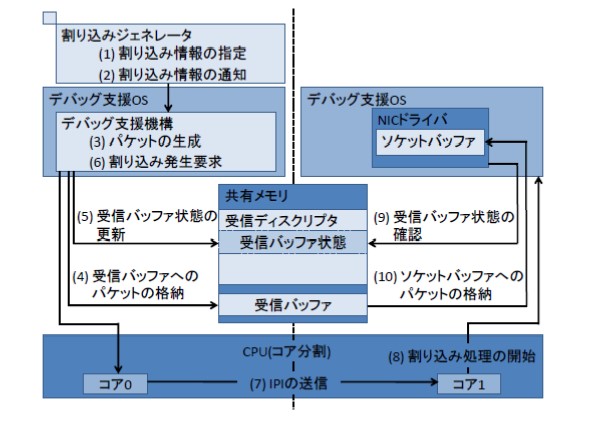 割り込みジェネレータ
(1) 割り込み情報の指定
(2) 割り込み情報の通知
デバッグ支援OS
デバッグ支援機構
(3) パケットの生成
(6) 割り込み発生要求
デバッグ支援OS
NICドライバ
ソケットバッファ
共有メモリ
受信ディスクリプタ
受信バッファ状態
受信バッファ
(5) 受信バッファ状態の
更新
(4) 受信バッファへの
パケットの格納
(9) 受信バッファ状態の
確認
(10) ソケットバッファへの
パケットの格納
CPU(コア分割)
(8) 割り込み処理の開始
コア0
(7) IPIの送信
コア1